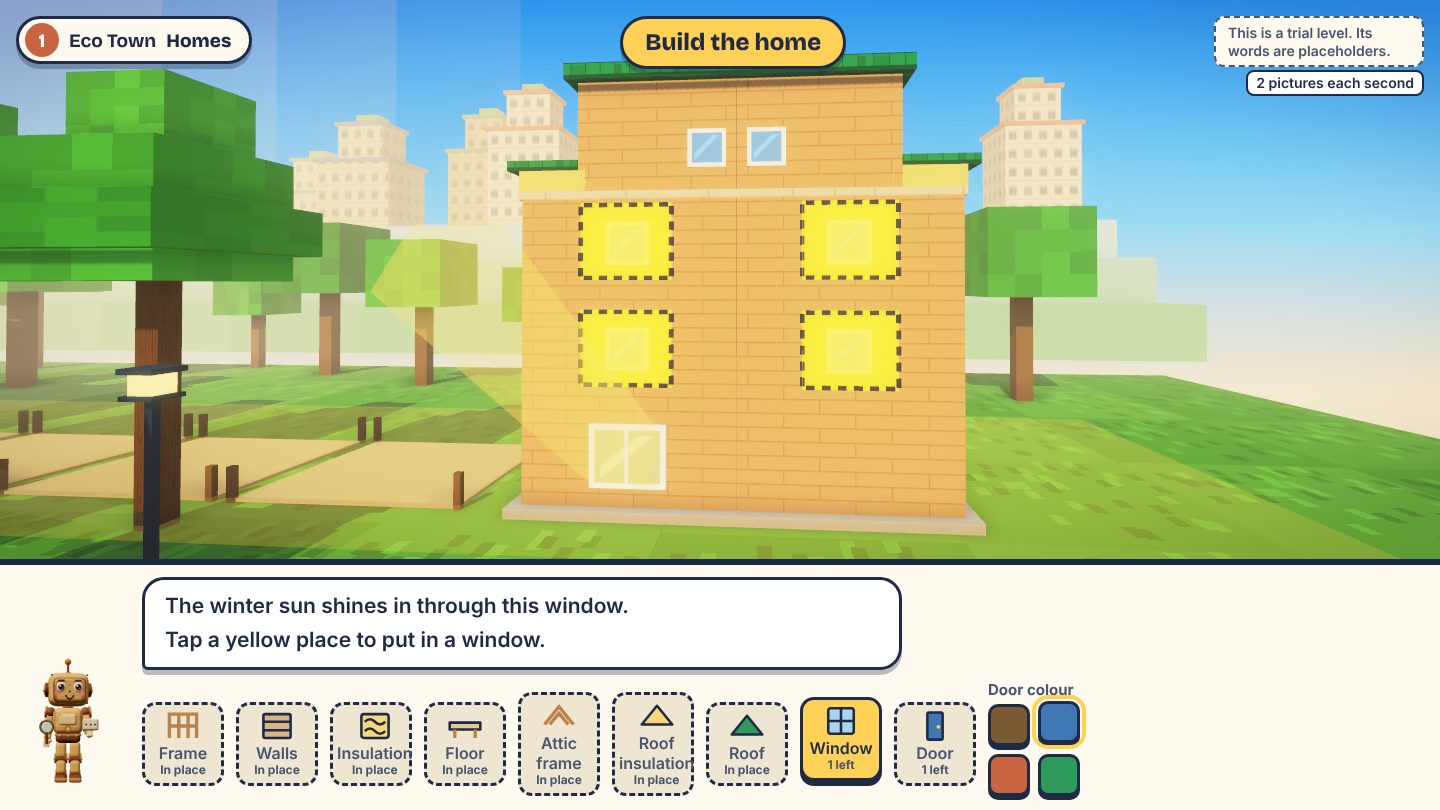 1 Eco Town Homes
Build the home
This is a trial level. Its
words are placeholders.
2 pictures each second
The winter sun shines in through this window.
Tap a yellow place to put in a window.
Door colour
Frame
In place
Walls
In place
Insulation
In place
Floor
In place
Attic
frame
In place
Roof
insulation
In place
Roof
In place
Window
1 left
Door
1 left